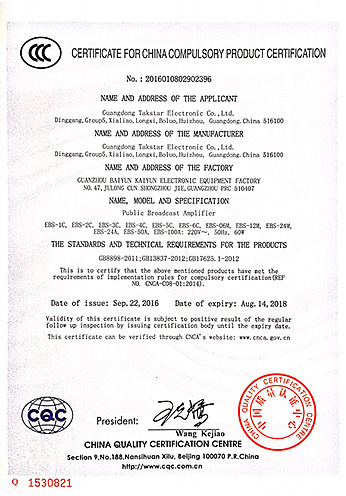 CCC
CERTIFICATE FOR CHINA COMPULSORY PRODUCT CERTIFICATION
No.: 2016010802902396
NAME AND ADDRESS OF THE APPLICANT
Guangdong Takstar Electronic Co., Ltd.
Dinggang, Group5, Xialiao, Longxi, Boluo, Huizhou, Guangdong, China 516100
NAME AND ADDRESS OF THE MANUFACTURER
Guangdong Takstar Electronic Co., Ltd.
Dinggang, Group5, Xialiao, Longxi, Boluo, Huizhou, Guangdong, China 516100
NAME AND ADDRESS OF THE FACTORY
GUANGZHOU BAIYUN KAIYUN ELECTRONIC EQUIPMENT FACTORY
NO. 47, JULONG CUN SHONGZHOU JIE, GUANGZHOU PRC 510407
NAME, MODEL AND SPECIFICATION
Public Broadcast Amplifier
EBS-1C, EBS-2C, EBS-3C, EBS-4C, EBS-5C, EBS-6C, EBS-06M, EBS-12M, EBS-24W,
EBS-24A, EBS-50A, EBS-100A: 220V～, 50Hz, 60W
THE STANDARDS AND TECHNICAL REQUIREMENTS FOR THE PRODUCTS
GB8898-2011;GB13837-2012;GB17625.1-2012
This is to certify that the above mentioned products have met the
requirements of implementation rules for compulsory certification(REF
NO. CNCA-C08-01:2014).
Date of issue: Sep. 22, 2016 Date of expiry: Aug. 14, 2018
Validity of this certificate is subject to positive result of the regular
follow up inspection by issuing certification body until the expiry date.
This certificate can be verified through CNCA's website: www.cnca.gov.cn
CQC
President:
Wang Kejiao
CHINA QUALITY CERTIFICATION CENTRE
中国质量认证中心
CHINA QUALITY CERTIFICATION CENTRE
Section 9, No.188, Nansihuan Xilu, Beijing 100070 P.R.China
http://www.cqc.com.cn
Q 1530821